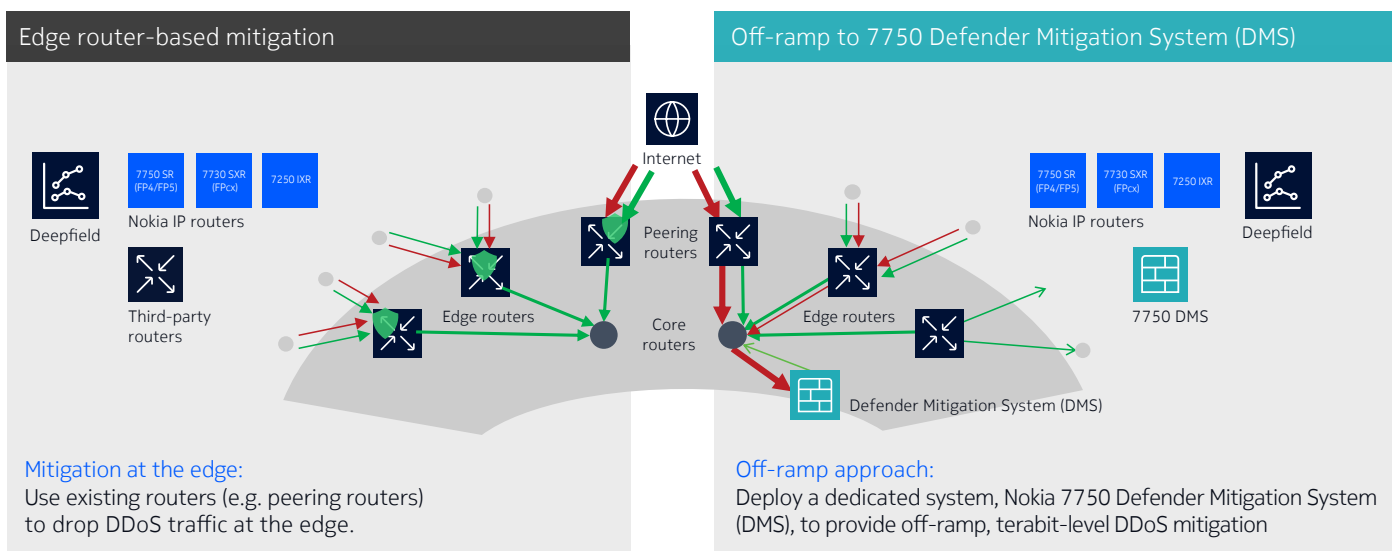 Edge router-based mitigation
Off-ramp to 7750 Defender Mitigation System (DMS)
Internet
Deepfield
7750 SR
(FP4/FP5)
7730 SXR
(FPcx)
7250 IXR
Nokia IP routers
Third-party
routers
Edge routers
Peering
routers
Core
routers
Edge routers
Defender Mitigation System (DMS)
7750 SR
(FP4/FP5)
7730 SXR
(FPcx)
7250 IXR
Nokia IP routers
Deepfield
7750 DMS
Mitigation at the edge:
Use existing routers (e.g. peering routers)
to drop DDoS traffic at the edge.
Off-ramp approach:
Deploy a dedicated system, Nokia 7750 Defender Mitigation System
(DMS), to provide off-ramp, terabit-level DDoS mitigation